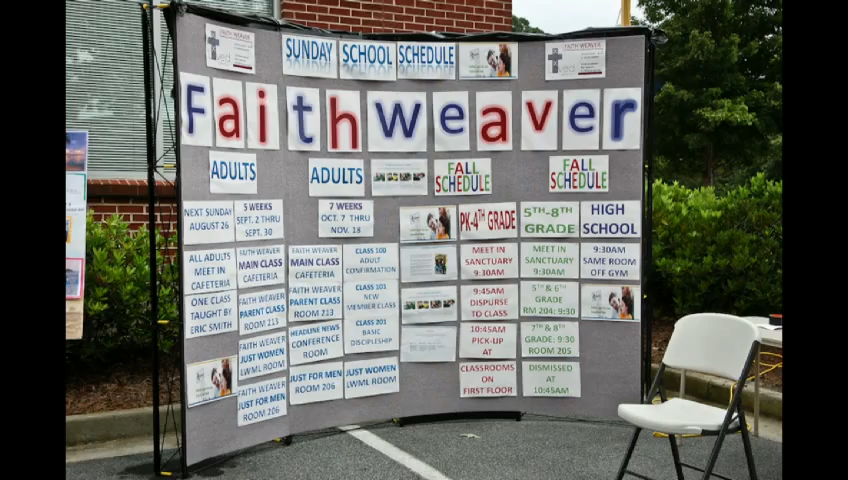 FAITH WEAVER
SUNDAY SCHOOL SCHEDULE
FAITH WEAVER
Faithweaver
ADULTS
ADULTS
FALL
SCHEDULE
FALL
SCHEDULE
NEXT SUNDAY
AUGUST 26
ALL ADULTS
MEET IN
CAFETERIA
ONE CLASS
TAUGHT BY
ERIC SMITH
5 WEEKS
SEPT. 2 THRU
SEPT. 30
FAITH WEAVER
MAIN CLASS
CAFETERIA
FAITH WEAVER
PARENT CLASS
ROOM 213
FAITH WEAVER
JUST WOMEN
LWML ROOM
FAITH WEAVER
JUST FOR MEN
ROOM 206
7 WEEKS
OCT. 7 THRU
NOV. 18
FAITH WEAVER
MAIN CLASS
CAFETERIA
FAITH WEAVER
PARENT CLASS
ROOM 213
HEADLINE NEWS
CONFERENCE
ROOM
JUST FOR MEN
ROOM 206
CLASS 100
ADULT
CONFIRMATION
CLASS 101
NEW
MEMBER CLASS
CLASS 201
BASIC
DISCIPLESHIP
JUST WOMEN
LWML ROOM
PK-4TH GRADE
MEET IN
SANCTUARY
9:30AM
9:45AM
DISPURSE TO
CLASS
10:45AM
PICK-UP
AT
CLASSROOMS
ON
FIRST FLOOR
5TH-8TH
GRADE
MEET IN
SANCTUARY
9:30AM
5TH & 6TH
GRADE
RM 204: 9:30
7TH & 8TH
GRADE: 9:30
ROOM 205
DISMISSED
AT
10:45AM
HIGH
SCHOOL
9:30AM
SAME ROOM
OFF GYM